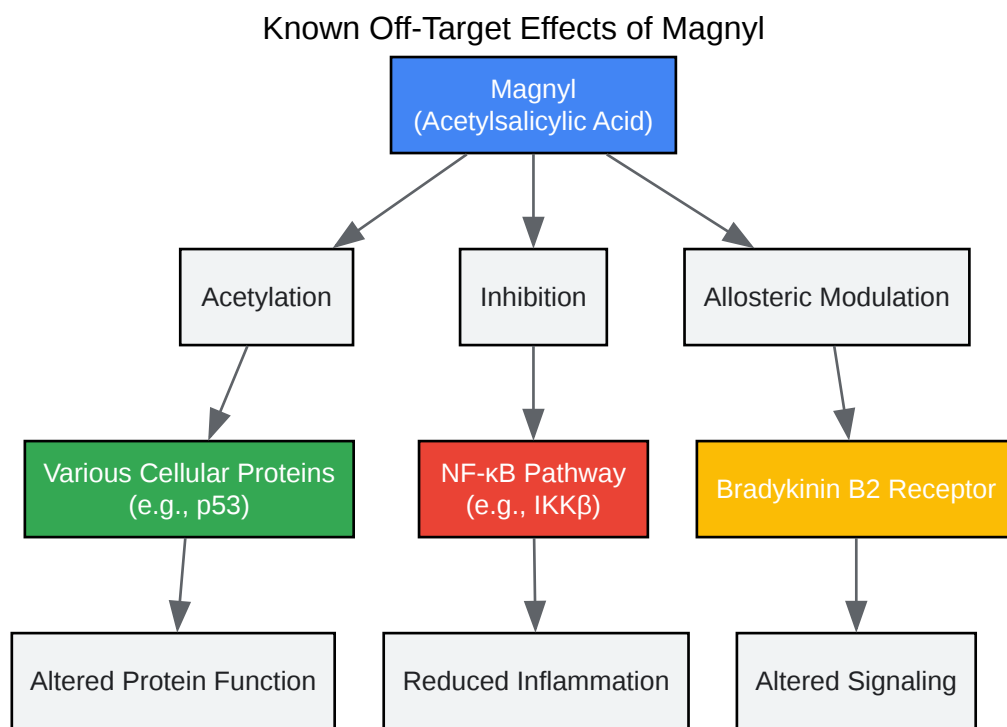 Known Off-Target Effects of Magnyl
Magnyl
(Acetylsalicylic Acid)
Acetylation
Inhibition
Allosteric Modulation
Various Cellular Proteins
(e.g., p53)
NF-κB Pathway
(e.g., IKKβ)
Bradykinin B2 Receptor
Altered Protein Function
Reduced Inflammation
Altered Signaling